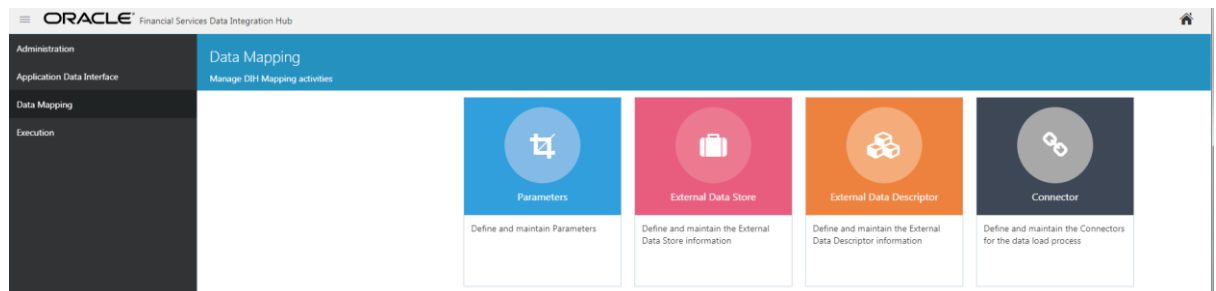 ORACLE Financial Services Data Integration Hub
Administration
Application Data Interface
Data Mapping
Execution
Data Mapping
Manage DIH Mapping activities
Parameters
Define and maintain Parameters
External Data Store
Define and maintain the External
Data Store information
External Data Descriptor
Define and maintain the External
Data Descriptor information
Connector
Define and maintain the Connectors
for the data load process